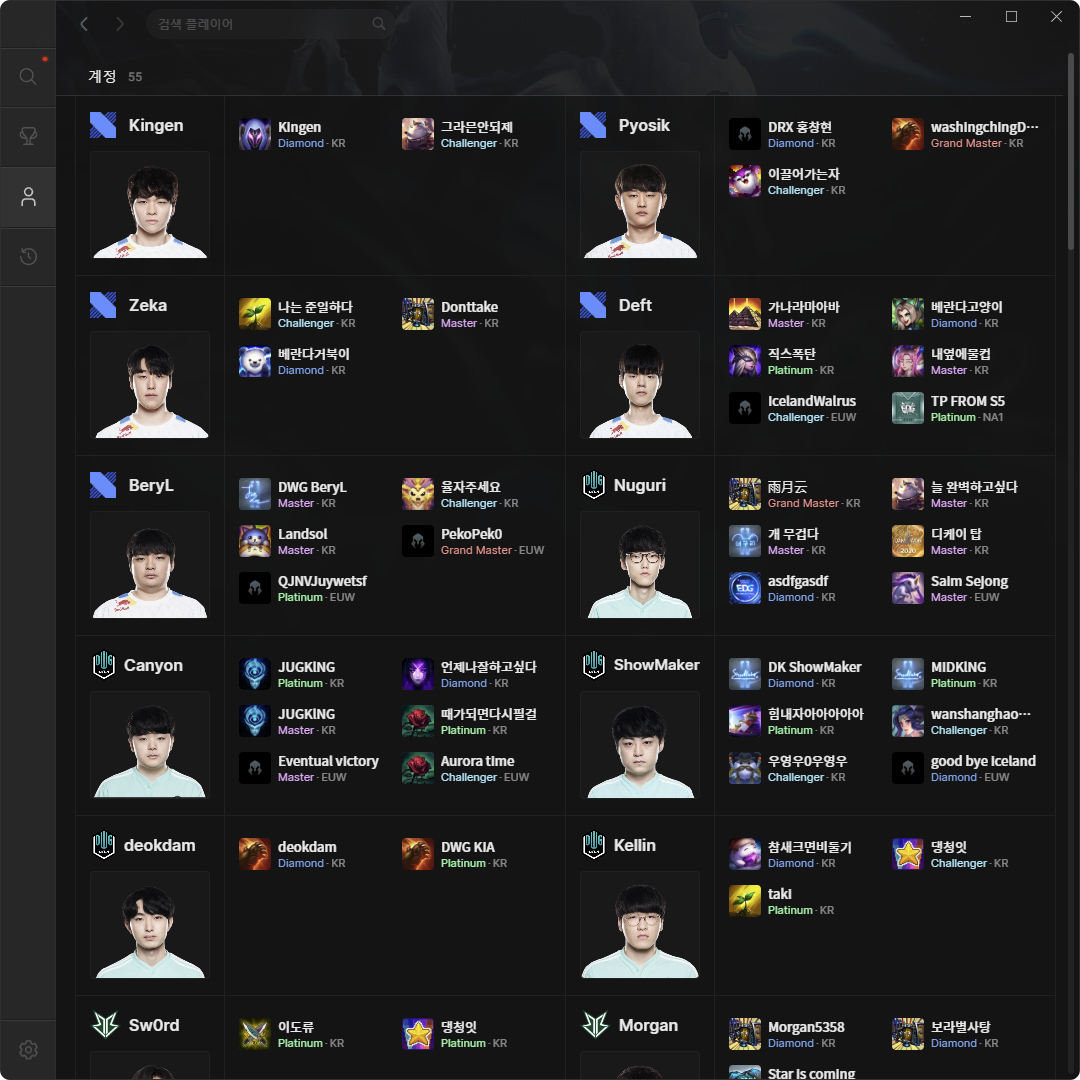 검색 플레이어
계정 55
Kingen
Kingen
Diamond · KR
그라믄안되제
Challenger · KR
Pyosik
DRX 홍창현
Diamond · KR
washingchingD···
Grand Master · KR
이끌어가는자
Challenger · KR
Zeka
나는 준일하다
Challenger · KR
Donttake
Master · KR
베란다거북이
Diamond · KR
Deft
가나라마아바
Master · KR
베란다고양이
Diamond · KR
직스폭탄
Platinum · KR
내옆에물컵
Master · KR
IcelandWalrus
Challenger · EUW
TP FROM S5
Platinum · NA1
BeryL
DWG BeryL
Master · KR
율자주세요
Challenger · KR
Landsol
Master · KR
PekoPek0
Grand Master · EUW
QJNVJuywetsf
Platinum · EUW
Nuguri
雨月云
Grand Master · KR
늘 완벽하고싶다
Master · KR
개 무겁다
Master · KR
디케이 탑
Master · KR
asdfgasdf
Diamond · KR
Saim Sejong
Master · EUW
Canyon
JUGKING
Platinum · KR
언제나잘하고싶다
Diamond · KR
JUGKlNG
Master · KR
때가되면다시필걸
Platinum · KR
Eventual victory
Master · EUW
Aurora time
Challenger · EUW
ShowMaker
DK ShowMaker
Diamond · KR
MIDKING
Platinum · KR
힘내자아아아아아
Platinum · KR
wanshanghao···
Challenger · KR
우영우0우영우
Challenger · KR
good bye iceland
Diamond · EUW
deokdam
deokdam
Diamond · KR
DWG KIA
Platinum · KR
Kellin
참새크면비둘기
Diamond · KR
댕청잇
Challenger · KR
taki
Platinum · KR
Sw0rd
이도류
Platinum · KR
댕청잇
Platinum · KR
Morgan
Morgan5358
Diamond · KR
보라별사탕
Diamond · KR
Star is coming